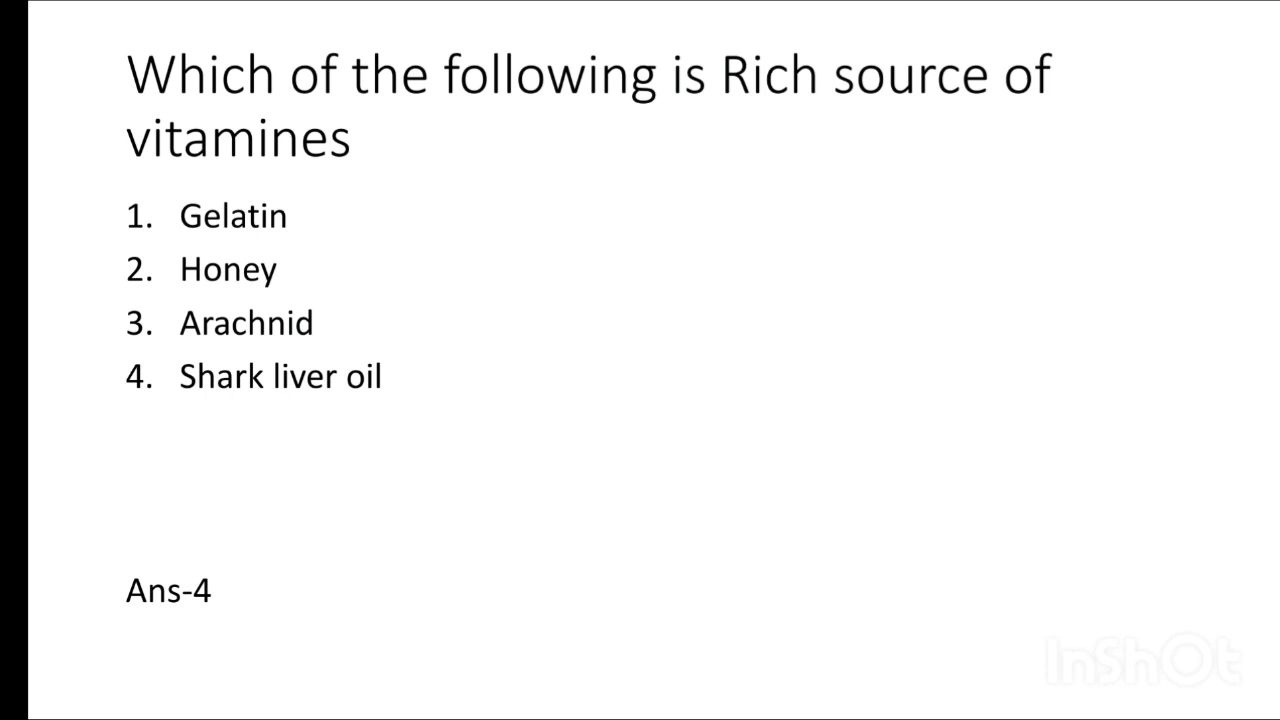 Which of the following is Rich source of
vitamines
1. Gelatin
2. Honey
3. Arachnid
4. Shark liver oil
Ans-4
InShOt